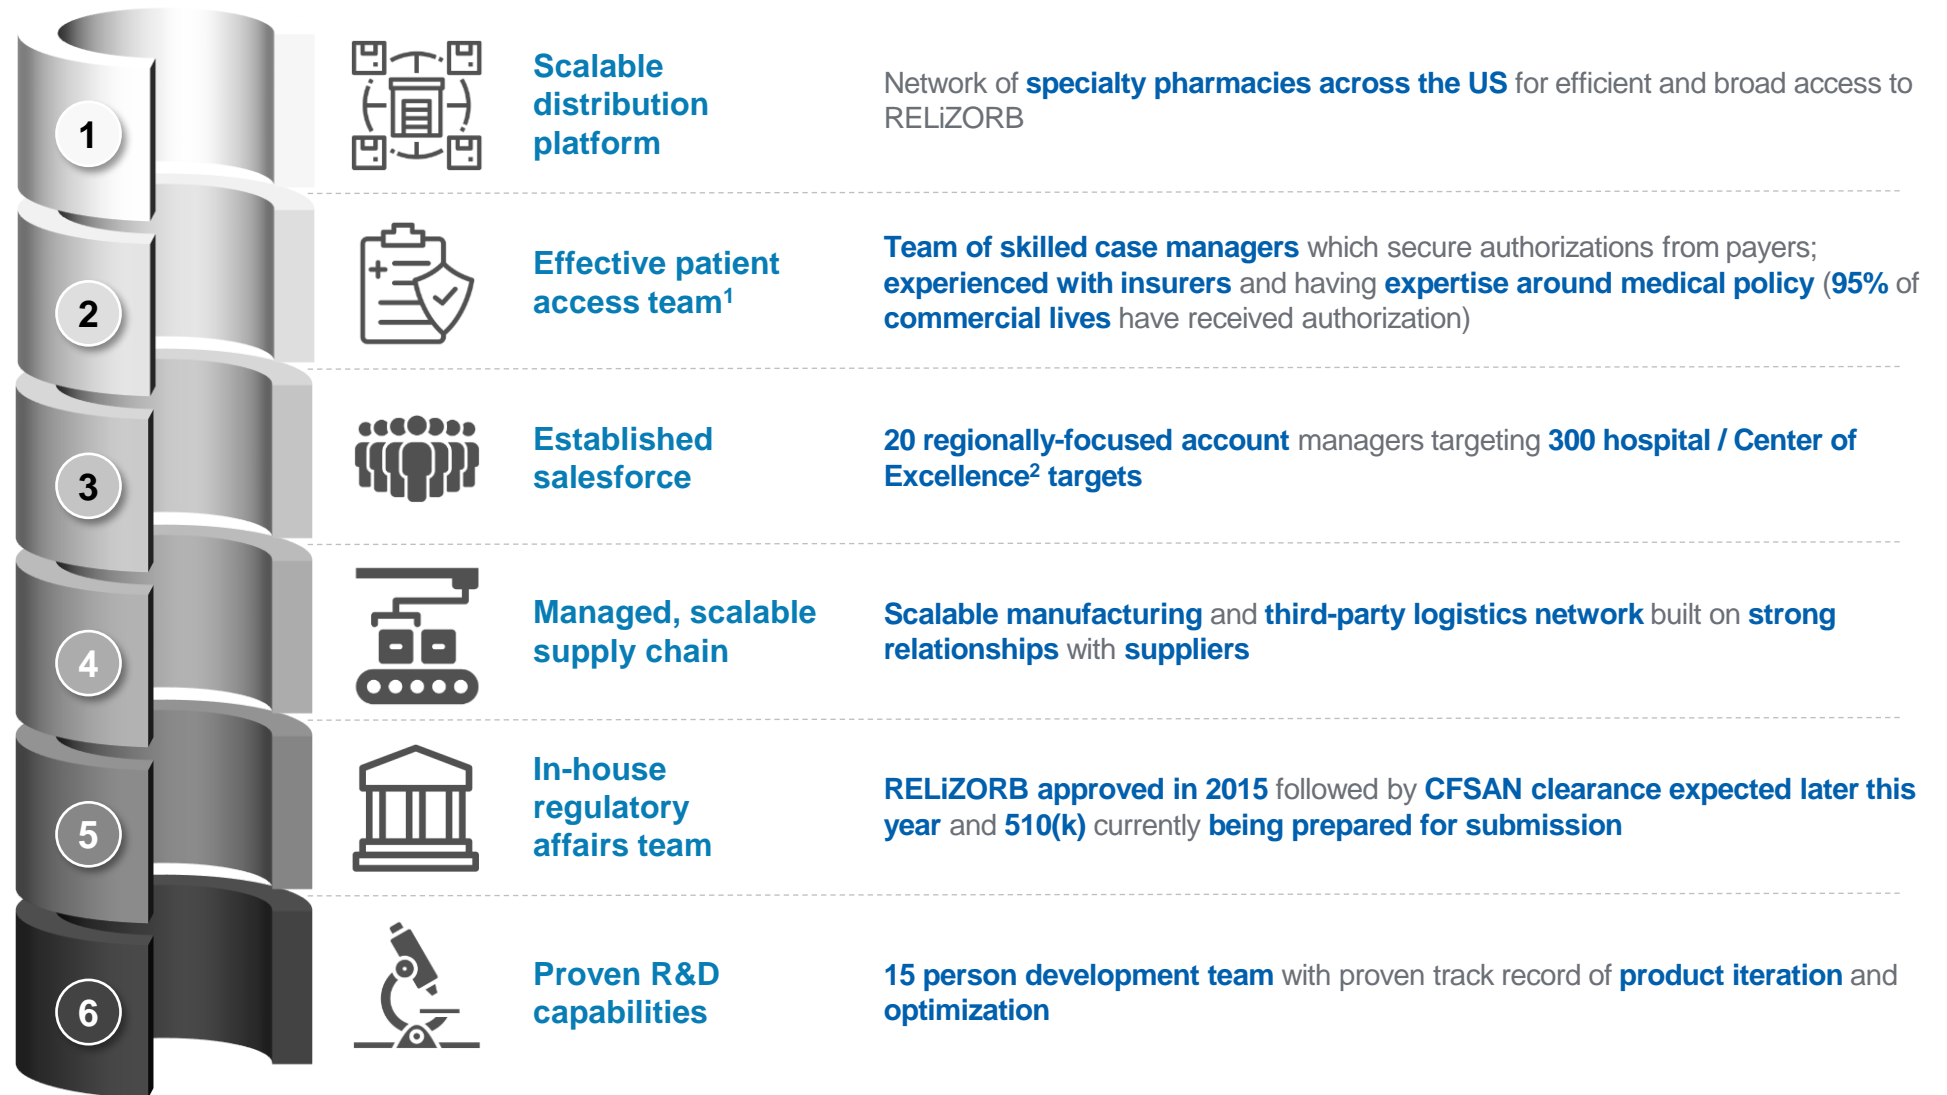 1
Scalable
distribution
platform
Network of specialty pharmacies across the US for efficient and broad access to
RELiZORB
2
Effective patient
access team¹
Team of skilled case managers which secure authorizations from payers;
experienced with insurers and having expertise around medical policy (95% of
commercial lives have received authorization)
3
Established
salesforce
20 regionally-focused account managers targeting 300 hospital / Center of
Excellence² targets
4
Managed, scalable
supply chain
Scalable manufacturing and third-party logistics network built on strong
relationships with suppliers
5
In-house
regulatory
affairs team
RELiZORB approved in 2015 followed by CFSAN clearance expected later this
year and 510(k) currently being prepared for submission
6
Proven R&D
capabilities
15 person development team with proven track record of product iteration and
optimization